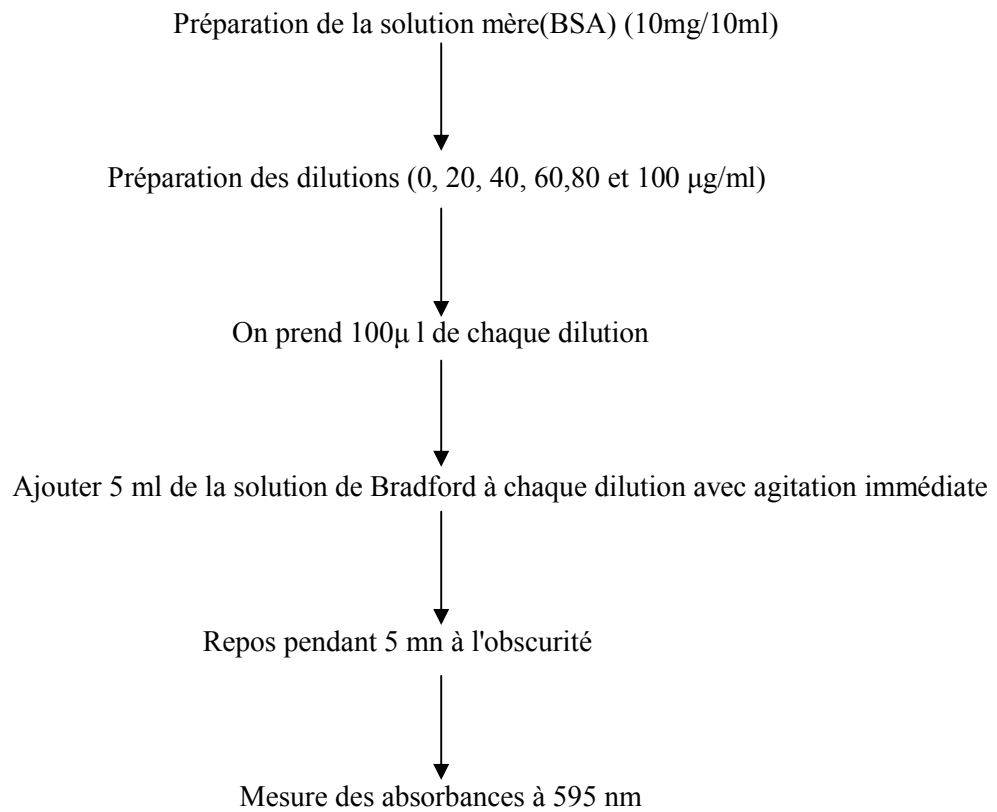 Préparation de la solution mère(BSA) (10mg/10ml)
Préparation des dilutions (0, 20, 40, 60,80 et 100 μg/ml)
On prend 100μ l de chaque dilution
Ajouter 5 ml de la solution de Bradford à chaque dilution avec agitation immédiate
Repos pendant 5 mn à l'obscurité
Mesure des absorbances à 595 nm